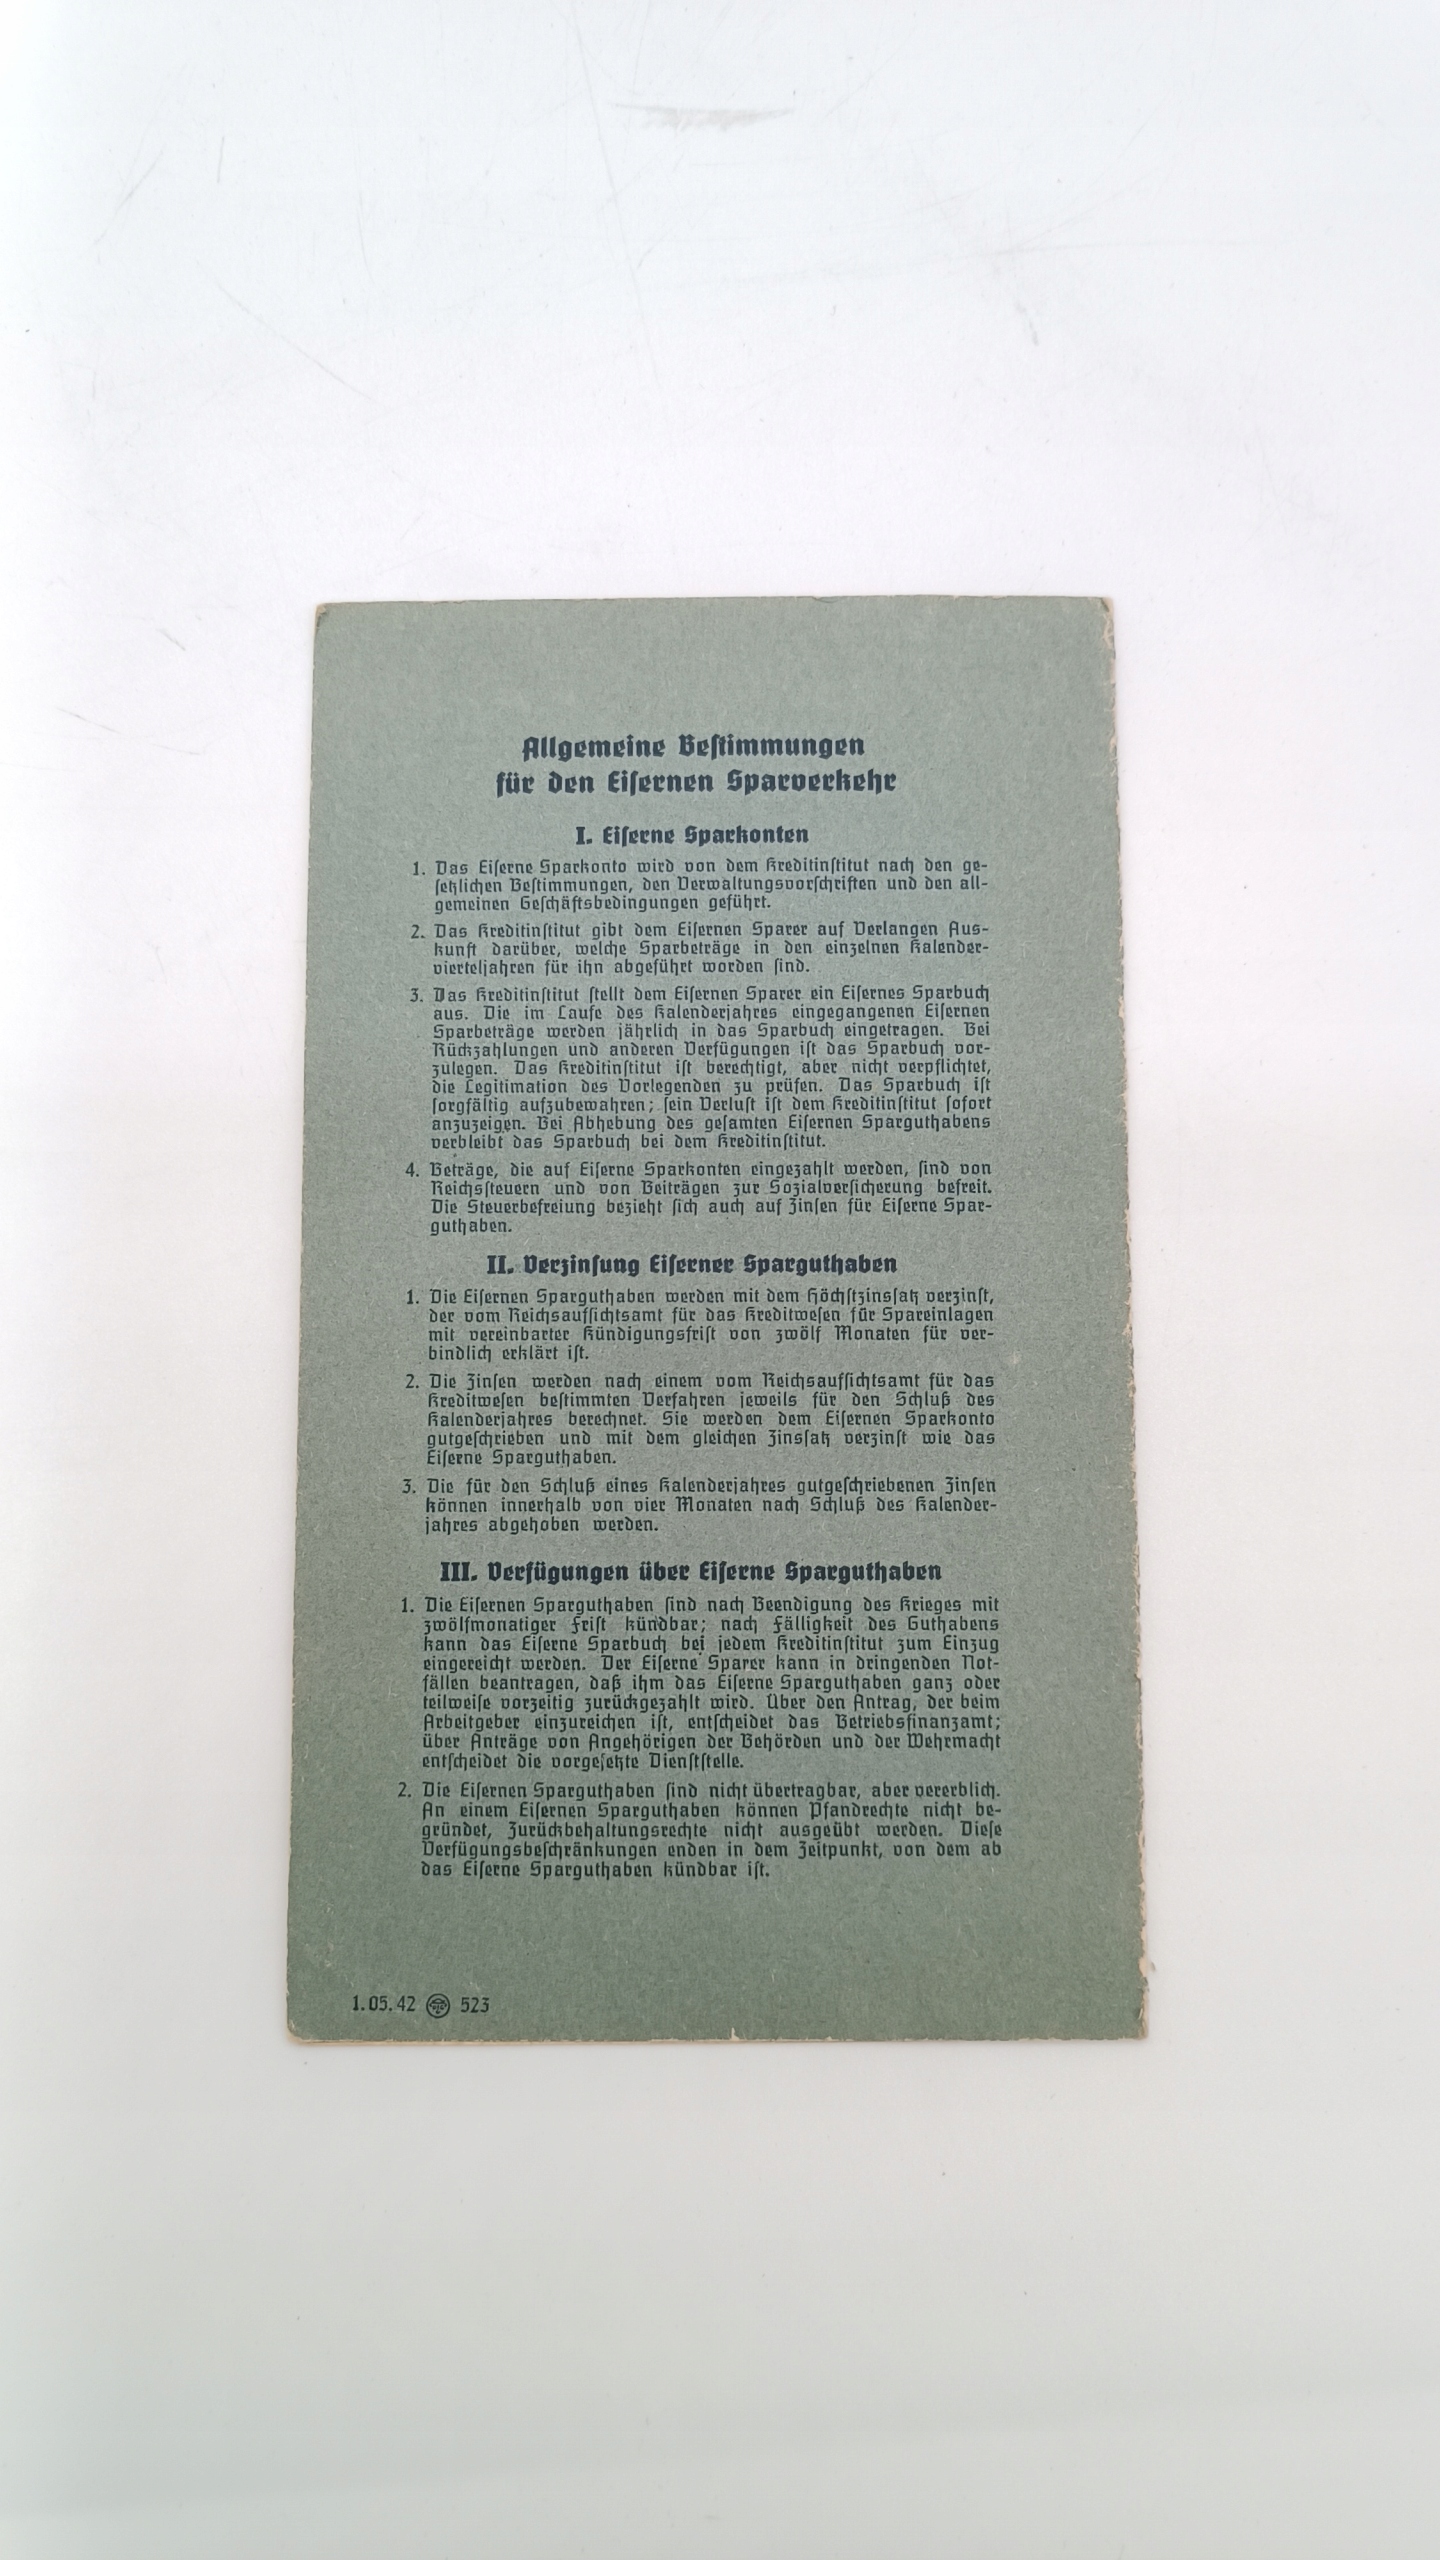 Allgemeine Bestimmungen
für den Eisernen Sparverkehr
I. Eiserne Sparkonten
1. Das Eiserne Sparkonto wird von dem Kreditinstitut nach den ge-
setzlichen Bestimmungen, den Verwaltungsvorschriften und den all-
gemeinen Geschäftsbedingungen geführt.
2. Das Kreditinstitut gibt dem Eisernen Sparer auf Verlangen Aus-
kunft darüber, welche Sparbeträge in den einzelnen Kalender-
vierteljahren für ihn abgeführt worden sind.
3. Das Kreditinstitut stellt dem Eisernen Sparer ein Eisernes Sparbuch
aus. Die im Laufe des Kalenderjahres eingegangenen Eisernen
Sparbeträge werden jährlich in das Sparbuch eingetragen. Bei
Rückzahlungen und anderen Verfügungen ist das Sparbuch vor-
zulegen. Das Kreditinstitut ist berechtigt, aber nicht verpflichtet,
die Legitimation des Vorlegenden zu prüfen. Das Sparbuch ist
sorgfältig aufzubewahren; sein Verlust ist dem Kreditinstitut sofort
anzuzeigen. Bei Abhebung des gesamten Eisernen Sparguthabens
verbleibt das Sparbuch bei dem Kreditinstitut.
4. Beträge, die auf Eiserne Sparkonten eingezahlt werden, sind von
Reichssteuern und von Beiträgen zur Sozialversicherung befreit.
Die Steuerbefreiung bezieht sich auch auf Zinsen für Eiserne Spar-
guthaben.
II. Verzinsung Eiserner Sparguthaben
1. Die Eisernen Sparguthaben werden mit dem Höchstzinssatz verzinst,
der vom Reichsaufsichtsamt für das Kreditwesen für Spareinlagen
mit vereinbarter Kündigungsfrist von zwölf Monaten für ver-
bindlich erklärt ist.
2. Die Zinsen werden nach einem vom Reichsaufsichtsamt für das
Kreditwesen bestimmten Verfahren jeweils für den Schluß des
Kalenderjahres berechnet. Sie werden dem Eisernen Sparkonto
gutgeschrieben und mit dem gleichen Zinssatz verzinst wie das
Eiserne Sparguthaben.
3. Die für den Schluß eines Kalenderjahres gutgeschriebenen Zinsen
können innerhalb von vier Monaten nach Schluß des Kalender-
jahres abgehoben werden.
III. Verfügungen über Eiserne Sparguthaben
1. Die Eisernen Sparguthaben sind nach Beendigung des Krieges mit
zwölfmonatiger Frist kündbar; nach Fälligkeit des Guthabens
kann das Eiserne Sparbuch bei jedem Kreditinstitut zum Einzug
eingereicht werden. Der Eiserne Sparer kann in dringenden Not-
fällen beantragen, daß ihm das Eiserne Sparguthaben ganz oder
teilweise vorzeitig zurückgezahlt wird. Über den Antrag, der beim
Arbeitgeber einzureichen ist, entscheidet das Betriebsfinanzamt;
über Anträge von Angehörigen der Behörden und der Wehrmacht
entscheidet die vorgesetzte Dienststelle.
2. Die Eisernen Sparguthaben sind nicht übertragbar, aber vererblich.
An einem Eisernen Sparguthaben können Pfandrechte nicht be-
gründet, Zurückbehaltungsrechte nicht ausgeübt werden. Diese
Verfügungsbeschränkungen enden in dem Zeitpunkt, von dem ab
das Eiserne Sparguthaben kündbar ist.
1.05.42 523